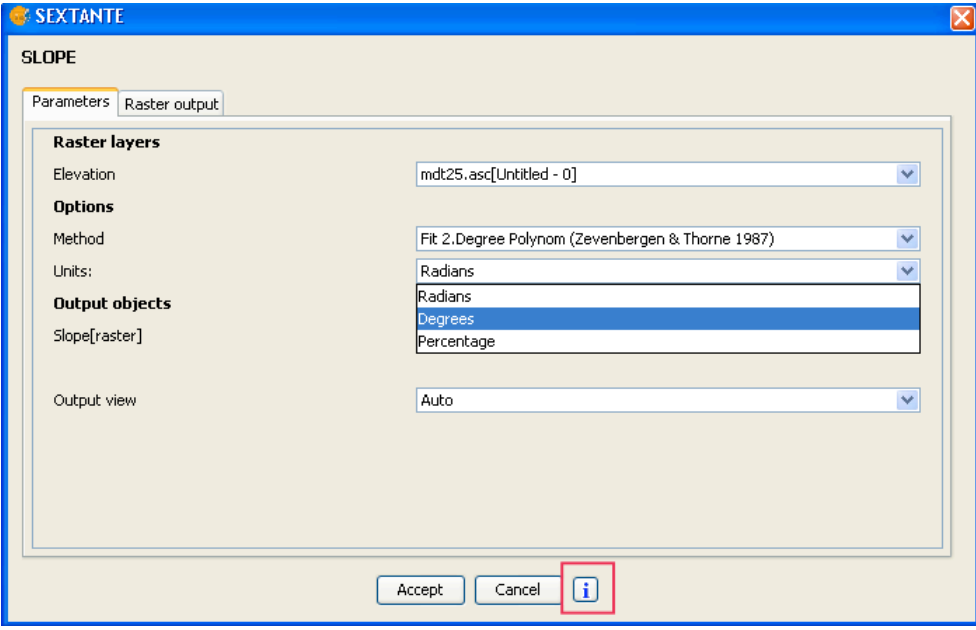 SEXTANTE
SLOPE
Parameters Raster output
Raster layers
Elevation mdt25.asc[Untitled - 0]
Options
Method Fit 2.Degree Polynom (Zevenbergen & Thorne 1987)
Units: Radians
Radians
Output objects
Degrees
Slope[raster]
Percentage
Output view Auto
Accept Cancel i